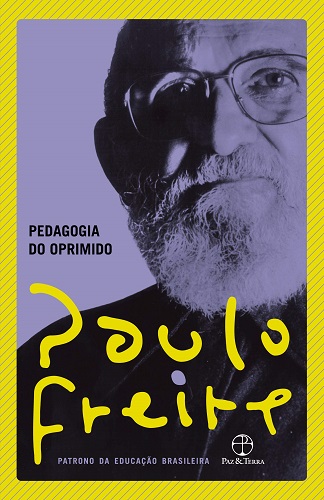 PEDAGOGIA
DO OPRIMIDO
Paulo
Freire
PATRONO DA EDUCAÇÃO BRASILEIRA
PAZ & TERRA